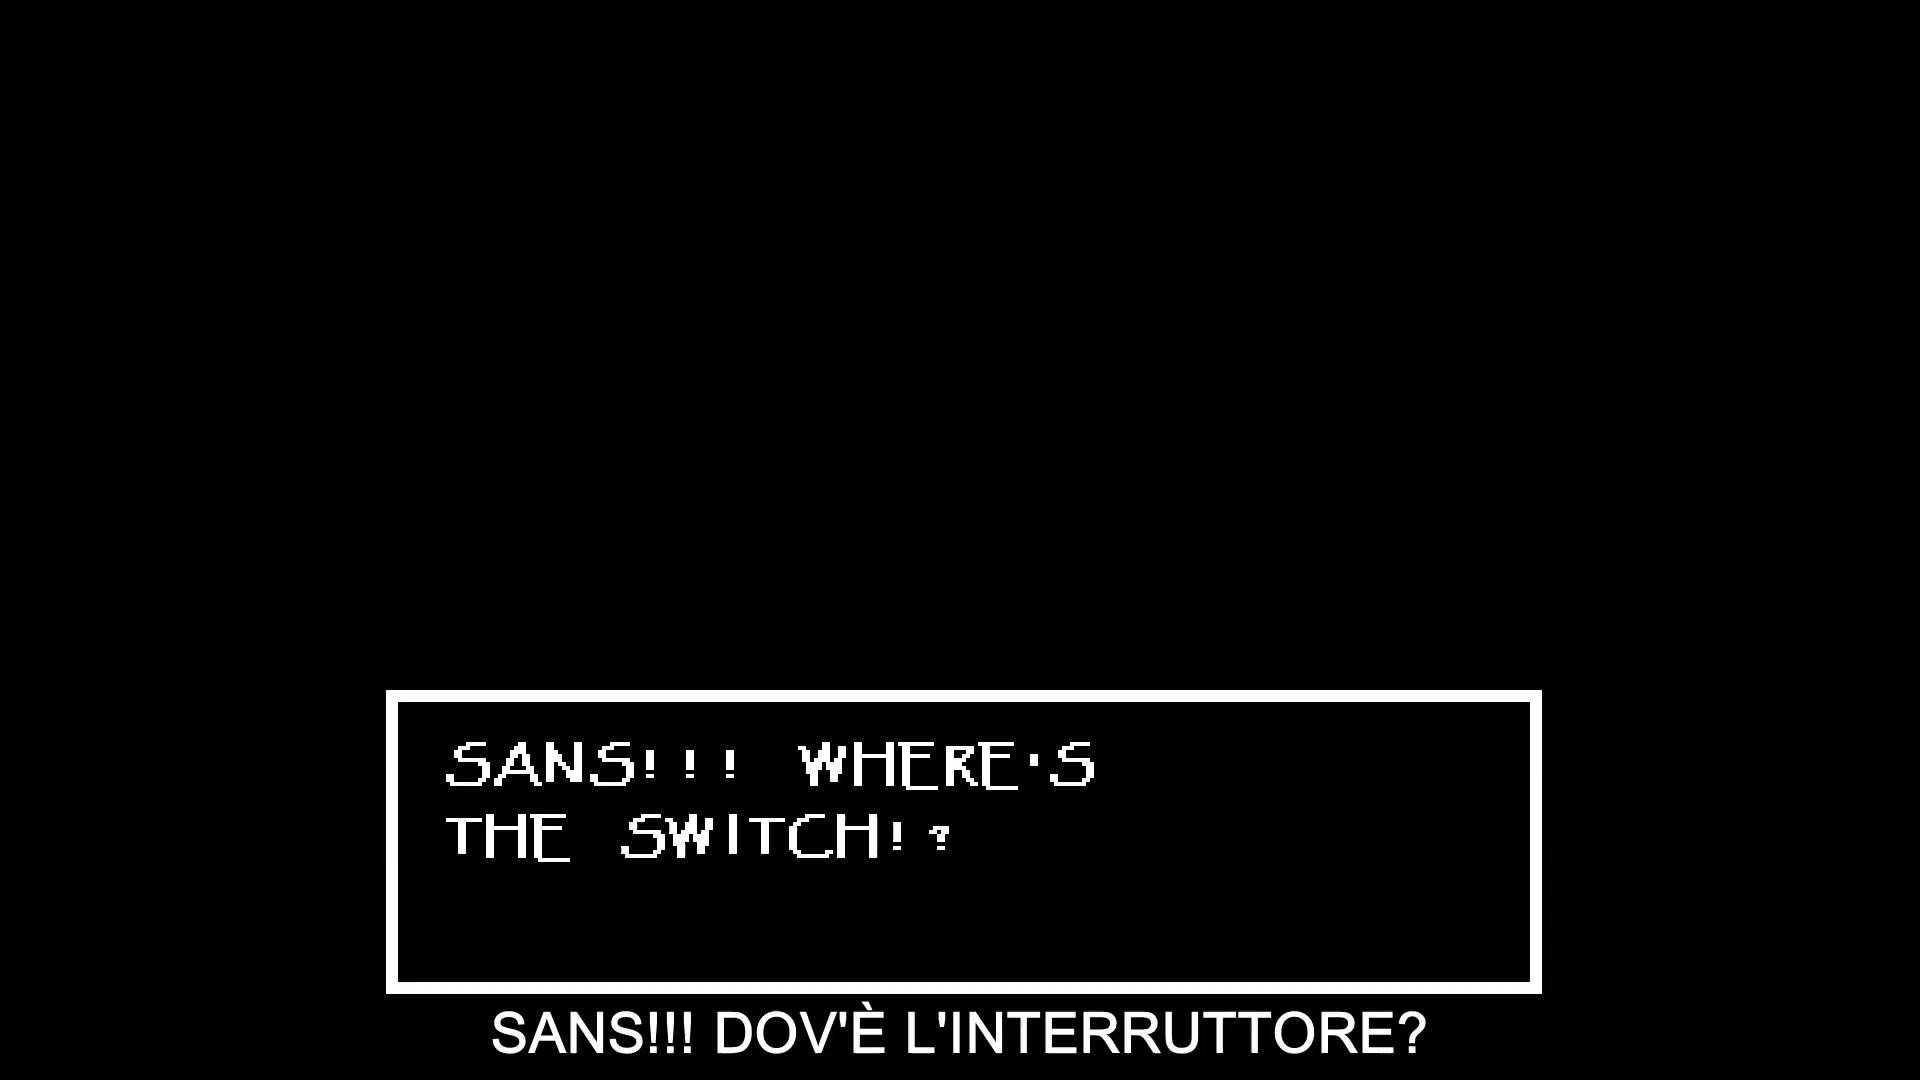 SANS!!! WHERE'S
THE SWITCH!?
SANS!!! DOV'È L'INTERRUTTORE?